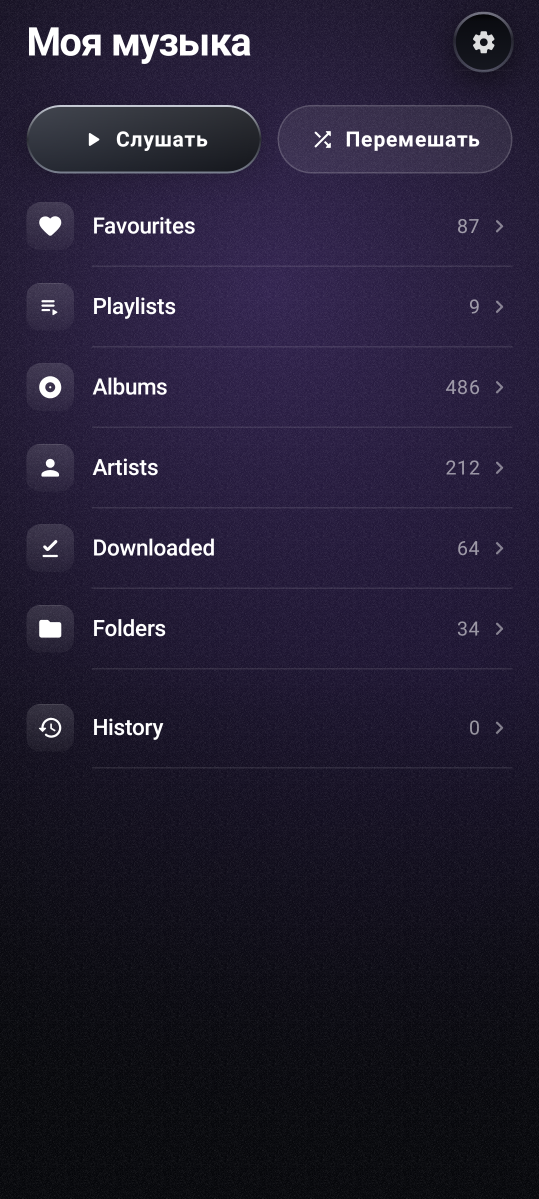 Моя музыка
Слушать
Перемешать
Favourites 87
Playlists 9
Albums 486
Artists 212
Downloaded 64
Folders 34
History 0